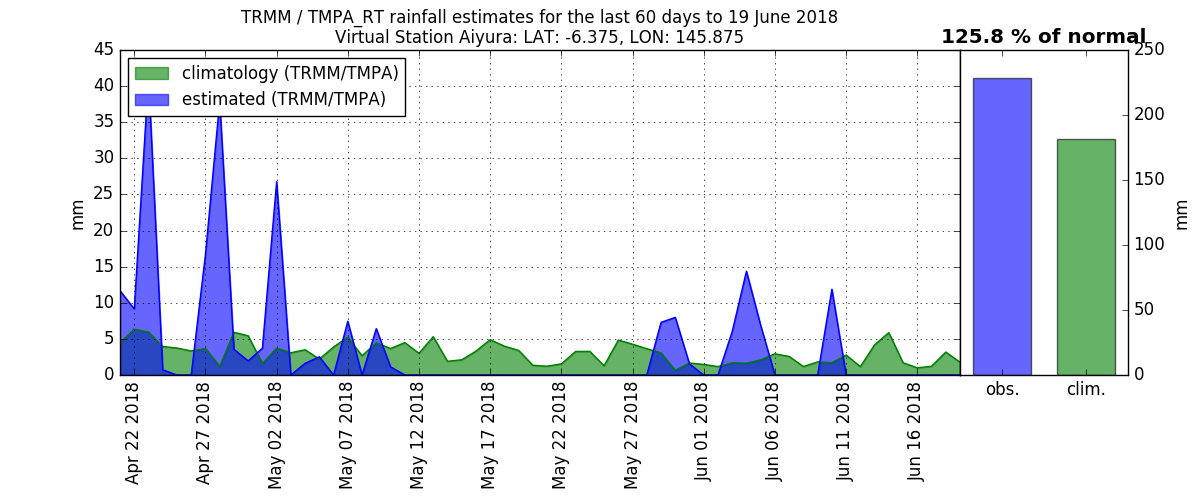 TRMM / TMPA_RT rainfall estimates for the last 60 days to 19 June 2018
Virtual Station Aiyura: LAT: -6.375, LON: 145.875
125.8 % of normal
climatology (TRMM/TMPA)
estimated (TRMM/TMPA)
45
40
35
30
25
20
15
10
5
0
mm
Apr 22 2018
Apr 27 2018
May 02 2018
May 07 2018
May 12 2018
May 17 2018
May 22 2018
May 27 2018
Jun 01 2018
Jun 06 2018
Jun 11 2018
Jun 16 2018
obs.
clim.
250
200
150
100
50
0
mm